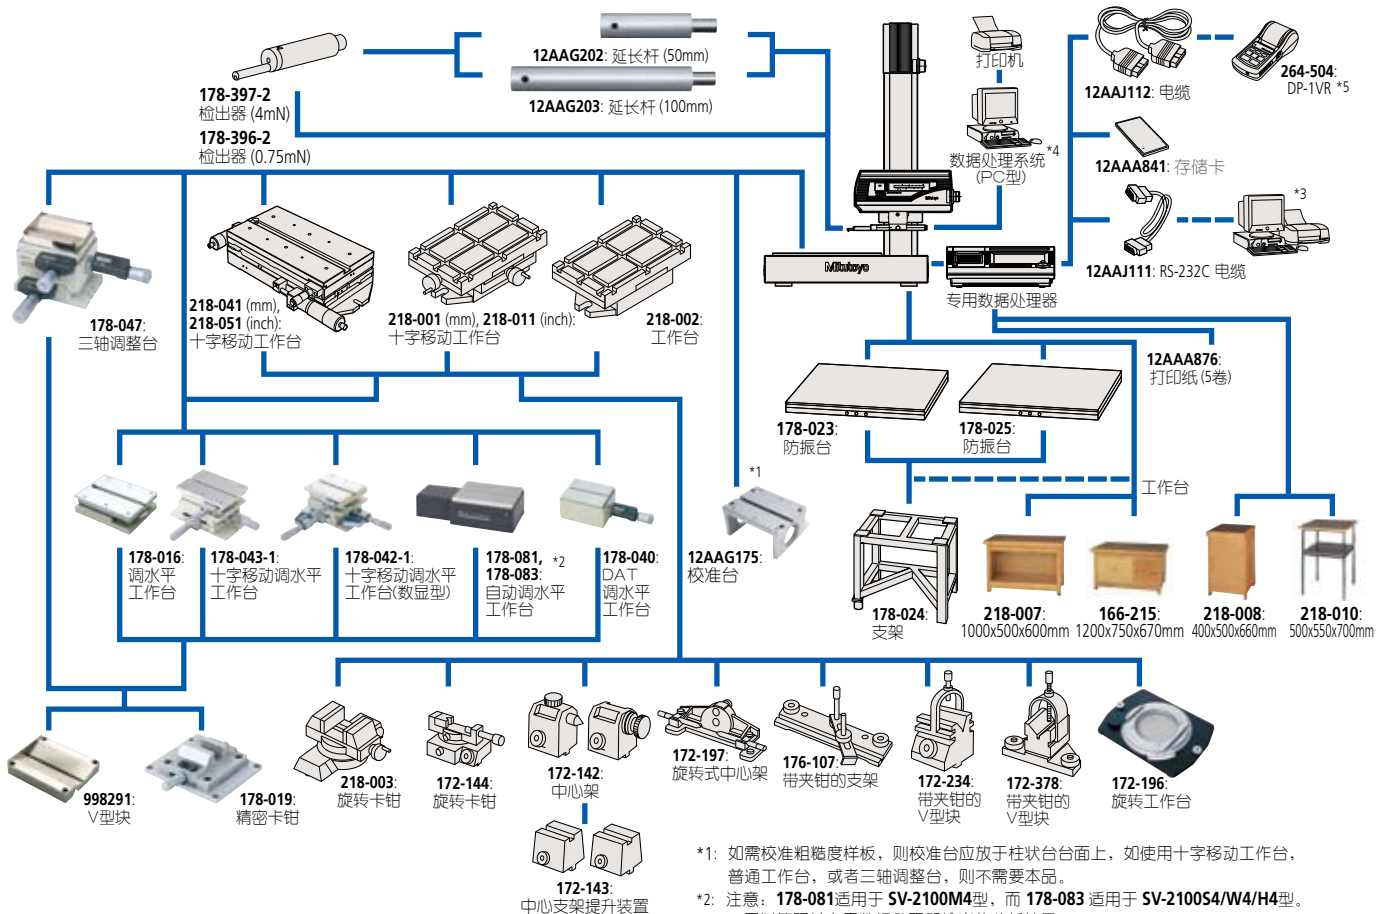 12AAG202: 延长杆 (50mm)
12AAG203: 延长杆 (100mm)
178-397-2
检出器 (4mN)
178-396-2
检出器 (0.75mN)
打印机
数据处理系统 *4
(PC型)
12AAJ112: 电缆
264-504:
DP-1VR *5
12AAA841: 存储卡
*3
12AAJ111: RS-232C 电缆
Mitutoyo
Mitutoyo
专用数据处理器
178-047:
三轴调整台
218-041 (mm),
218-051 (inch):
十字移动工作台
218-001 (mm), 218-011 (inch):
十字移动工作台
218-002:
工作台
12AAA876:
打印纸 (5卷)
178-023:
防振台
178-025:
防振台
工作台
*1
178-016:
调水平
工作台
178-043-1:
十字移动调水平
工作台
178-042-1:
十字移动调水平
工作台(数显型)
178-081, *2
178-083:
自动调水平
工作台
178-040:
DAT
调水平
工作台
12AAG175:
校准台
178-024:
支架
218-007:
1000x500x600mm
166-215:
1200x750x670mm
218-008:
400x500x660mm
218-010:
500x550x700mm
998291:
V型块
178-019:
精密卡钳
218-003:
旋转卡钳
172-144:
旋转卡钳
172-142:
中心架
172-143:
中心支架提升装置
172-197:
旋转式中心架
176-107:
带夹钳的支架
172-234:
带夹钳的
V型块
172-378:
带夹钳的
V型块
172-196:
旋转工作台
*1: 如需校准粗糙度样板，则校准台应放于柱状台台面上，如使用十字移动工作台，
普通工作台，或者三轴调整台，则不需要本品。
*2: 注意：178-081适用于 SV-2100M4型，而 178-083 适用于 SV-2100S4/W4/H4型。